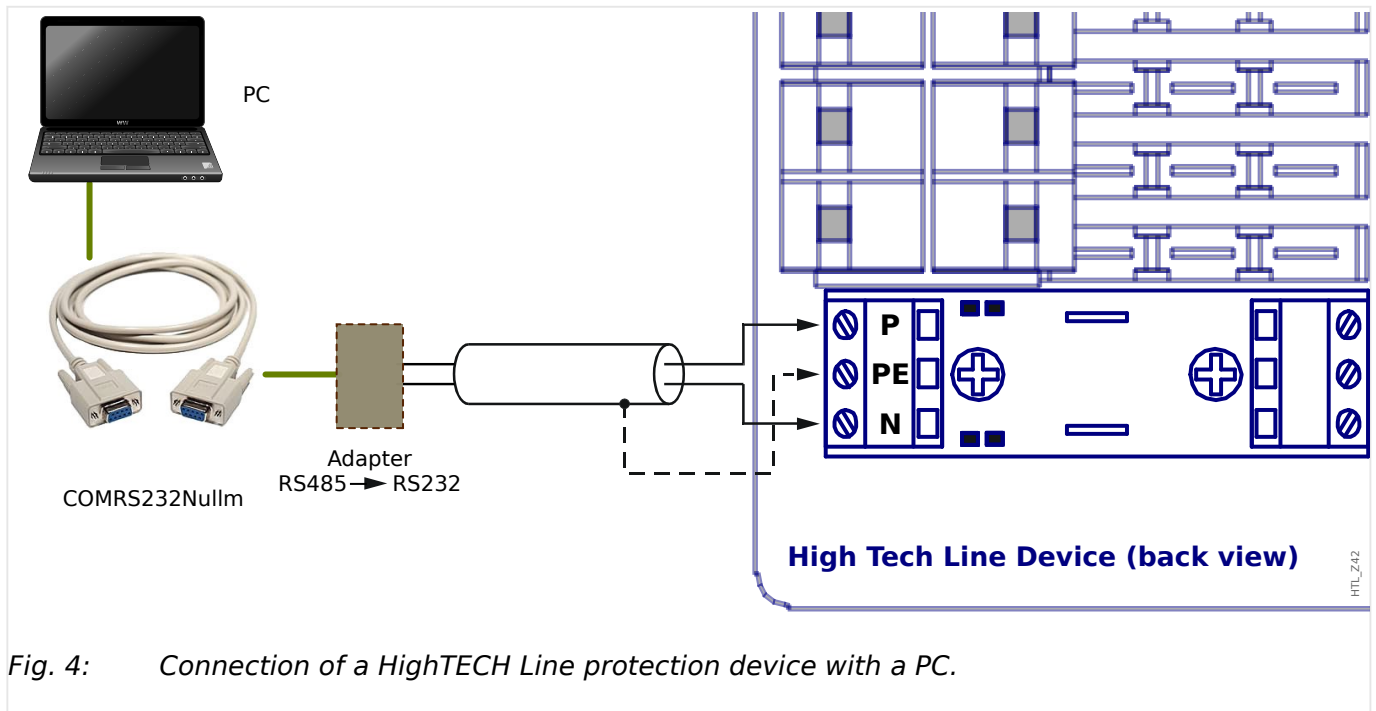 PC
P
PE
N
Adapter
RS485 RS232
COMRS232Nullm
High Tech Line Device (back view)
HTL_Z42
Fig. 4: Connection of a HighTECH Line protection device with a PC.